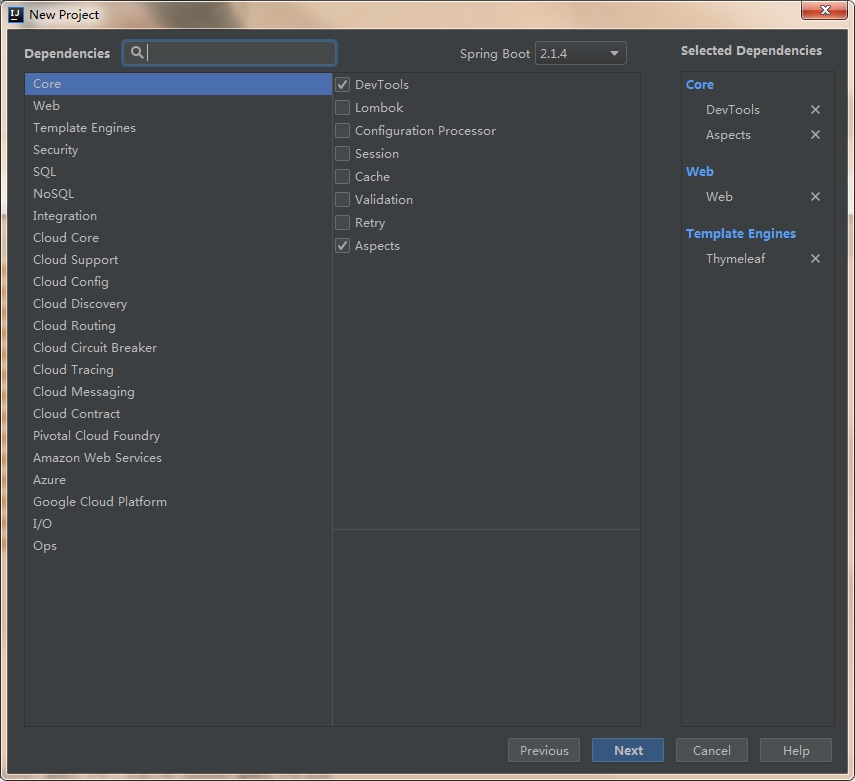 New Project
Dependencies
Spring Boot 2.1.4
Selected Dependencies
Core
Web
Template Engines
Security
SQL
NoSQL
Integration
Cloud Core
Cloud Support
Cloud Config
Cloud Discovery
Cloud Routing
Cloud Circuit Breaker
Cloud Tracing
Cloud Messaging
Cloud Contract
Pivotal Cloud Foundry
Amazon Web Services
Azure
Google Cloud Platform
I/O
Ops
DevTools
Lombok
Configuration Processor
Session
Cache
Validation
Retry
Aspects
Core
DevTools
Aspects
Web
Web
Template Engines
Thymeleaf
Previous
Next
Cancel
Help